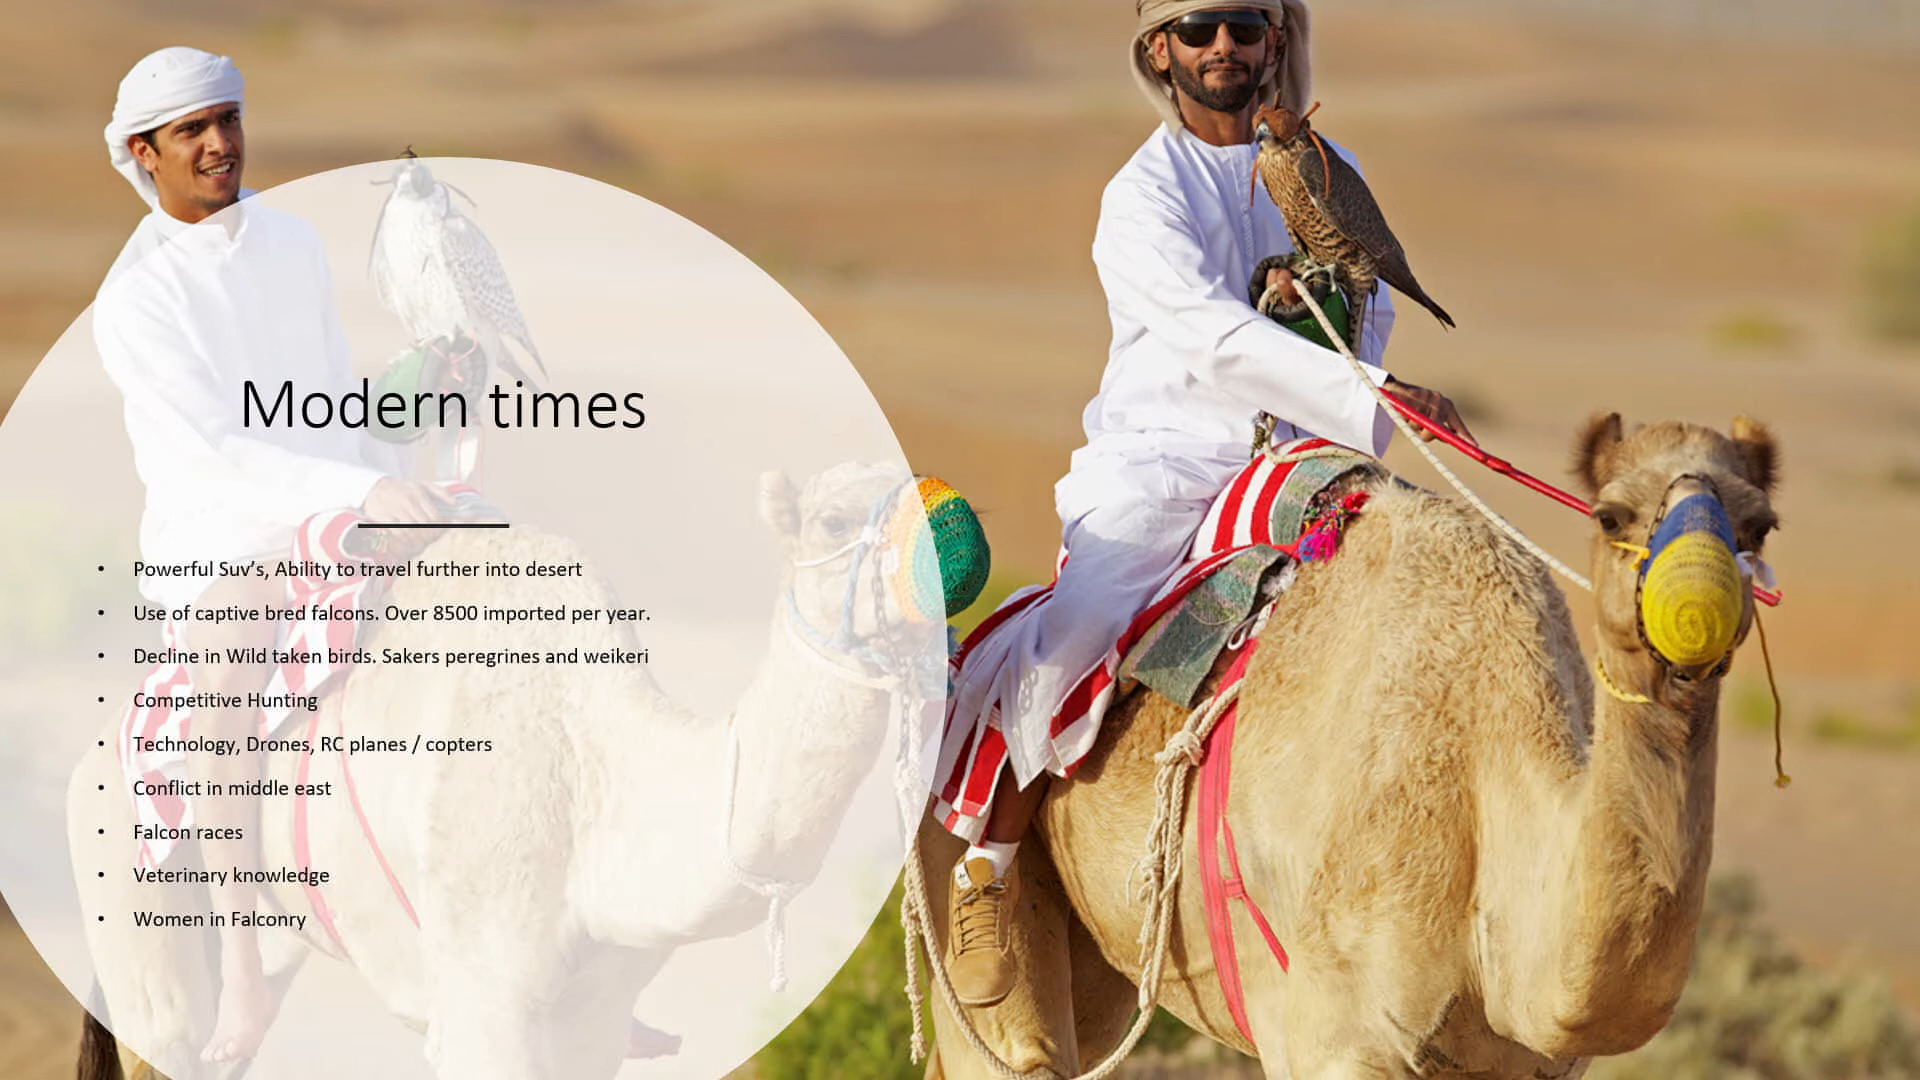 Modern times
• Powerful Suv’s, Ability to travel further into desert
• Use of captive bred falcons. Over 8500 imported per year.
• Decline in Wild taken birds. Sakers peregrines and weikeri
• Competitive Hunting
• Technology, Drones, RC planes / copters
• Conflict in middle east
• Falcon races
• Veterinary knowledge
• Women in Falconry